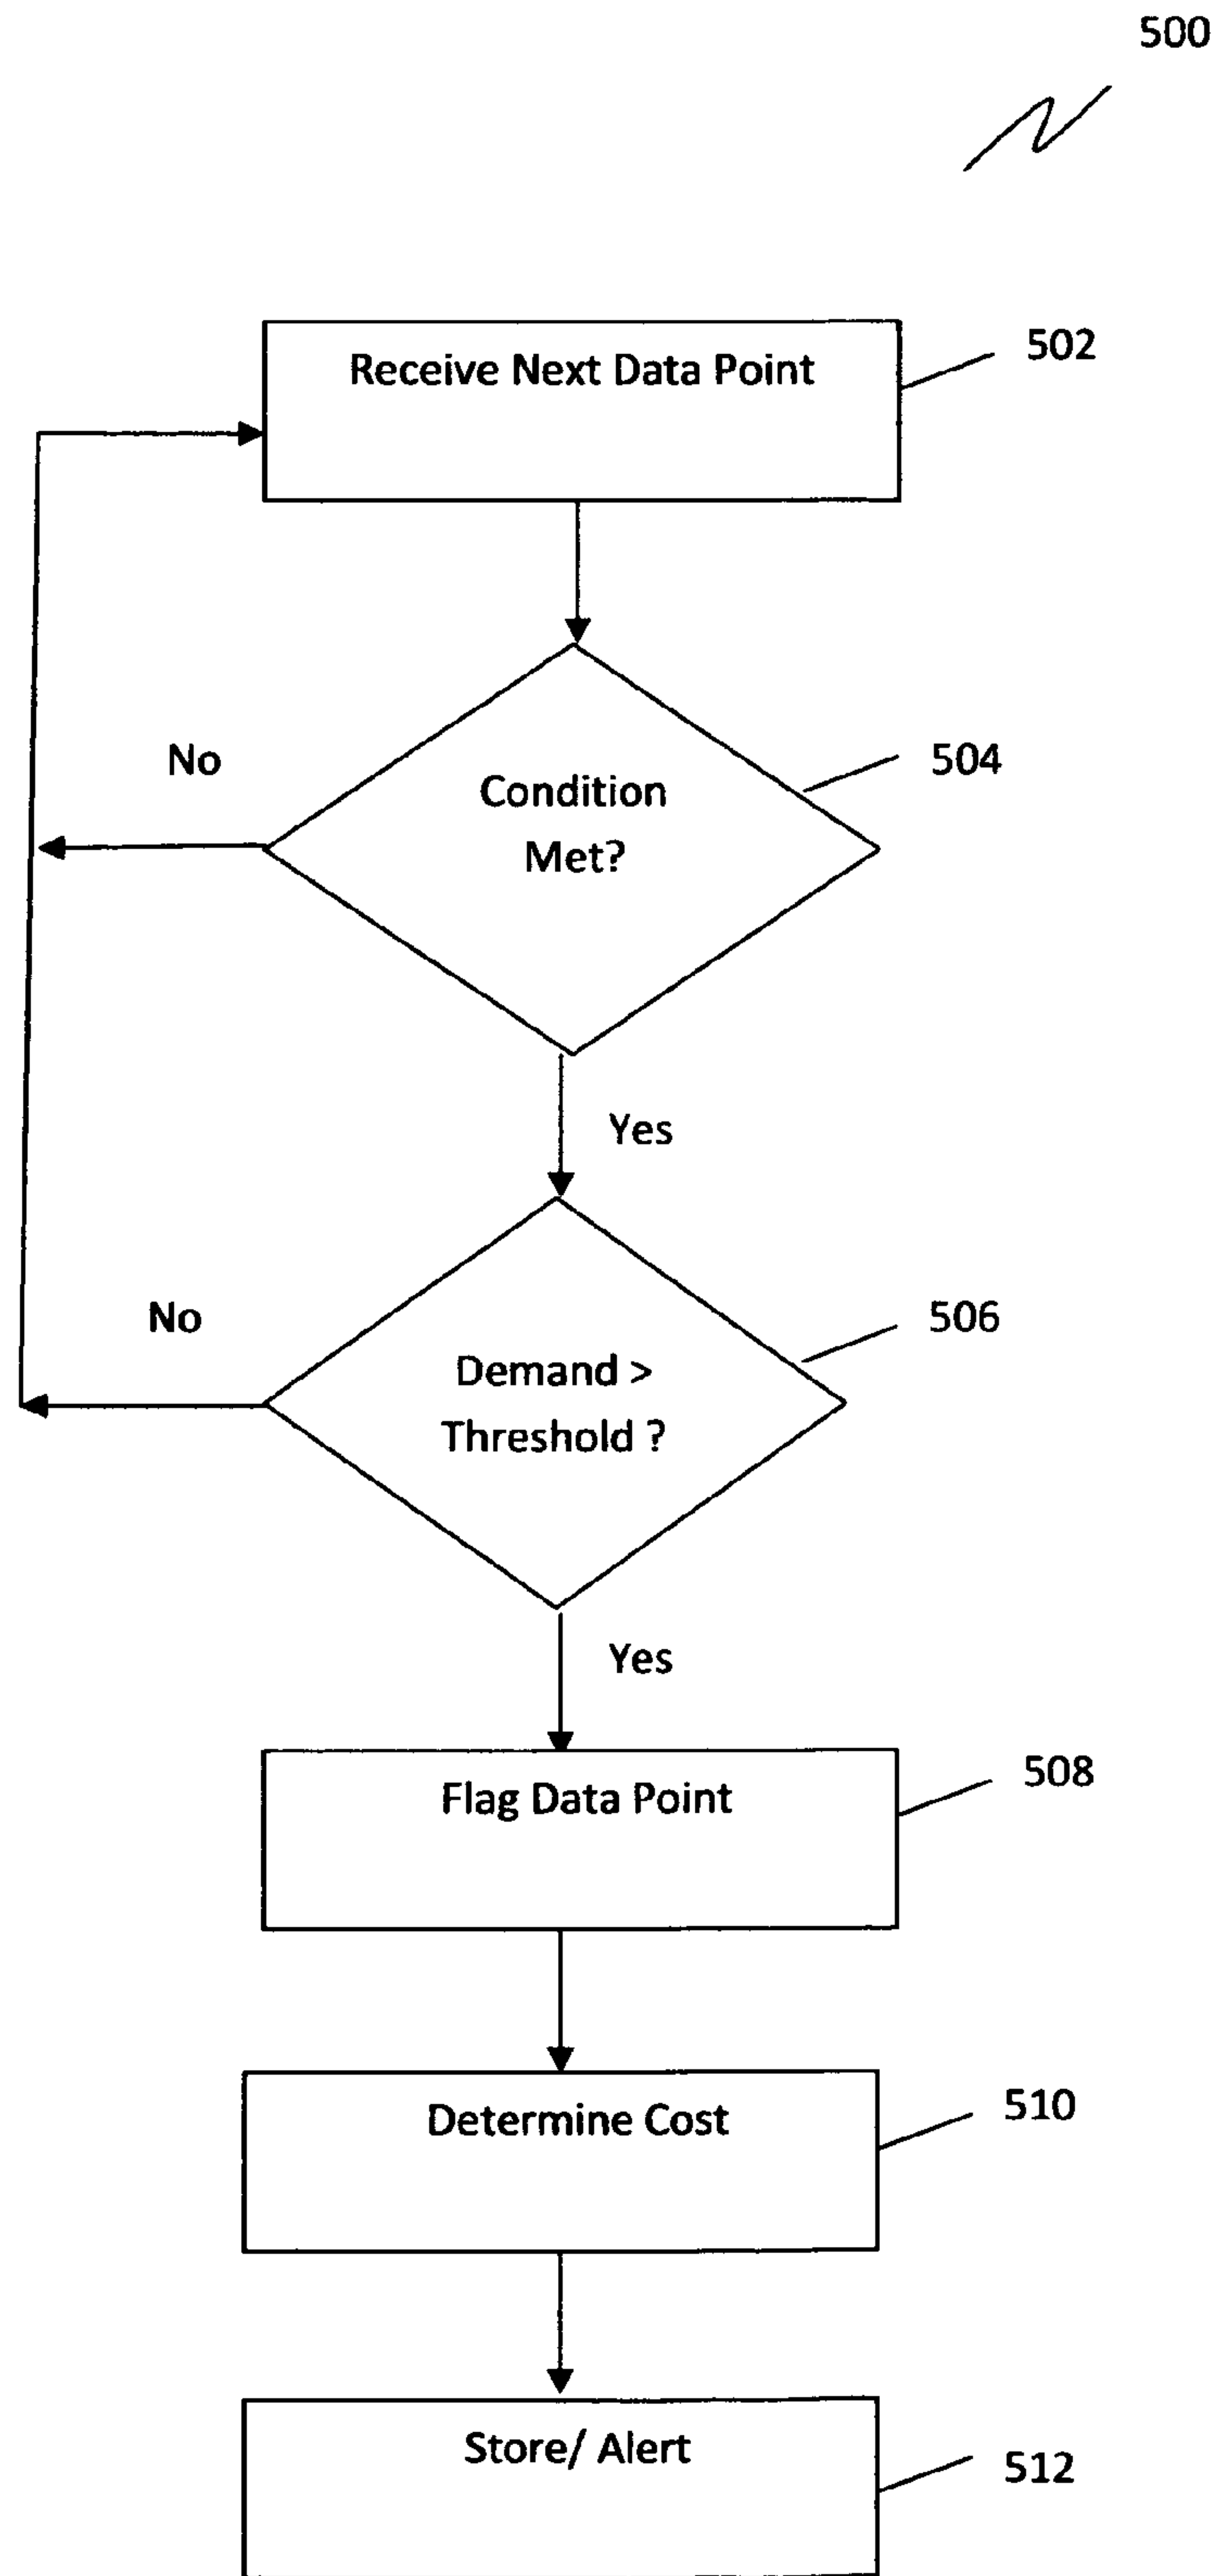 500
Receive Next Data Point
502
No
Condition
Met?
504
Yes
No
Demand >
Threshold ?
506
Yes
Flag Data Point
508
Determine Cost
510
Store/ Alert
512